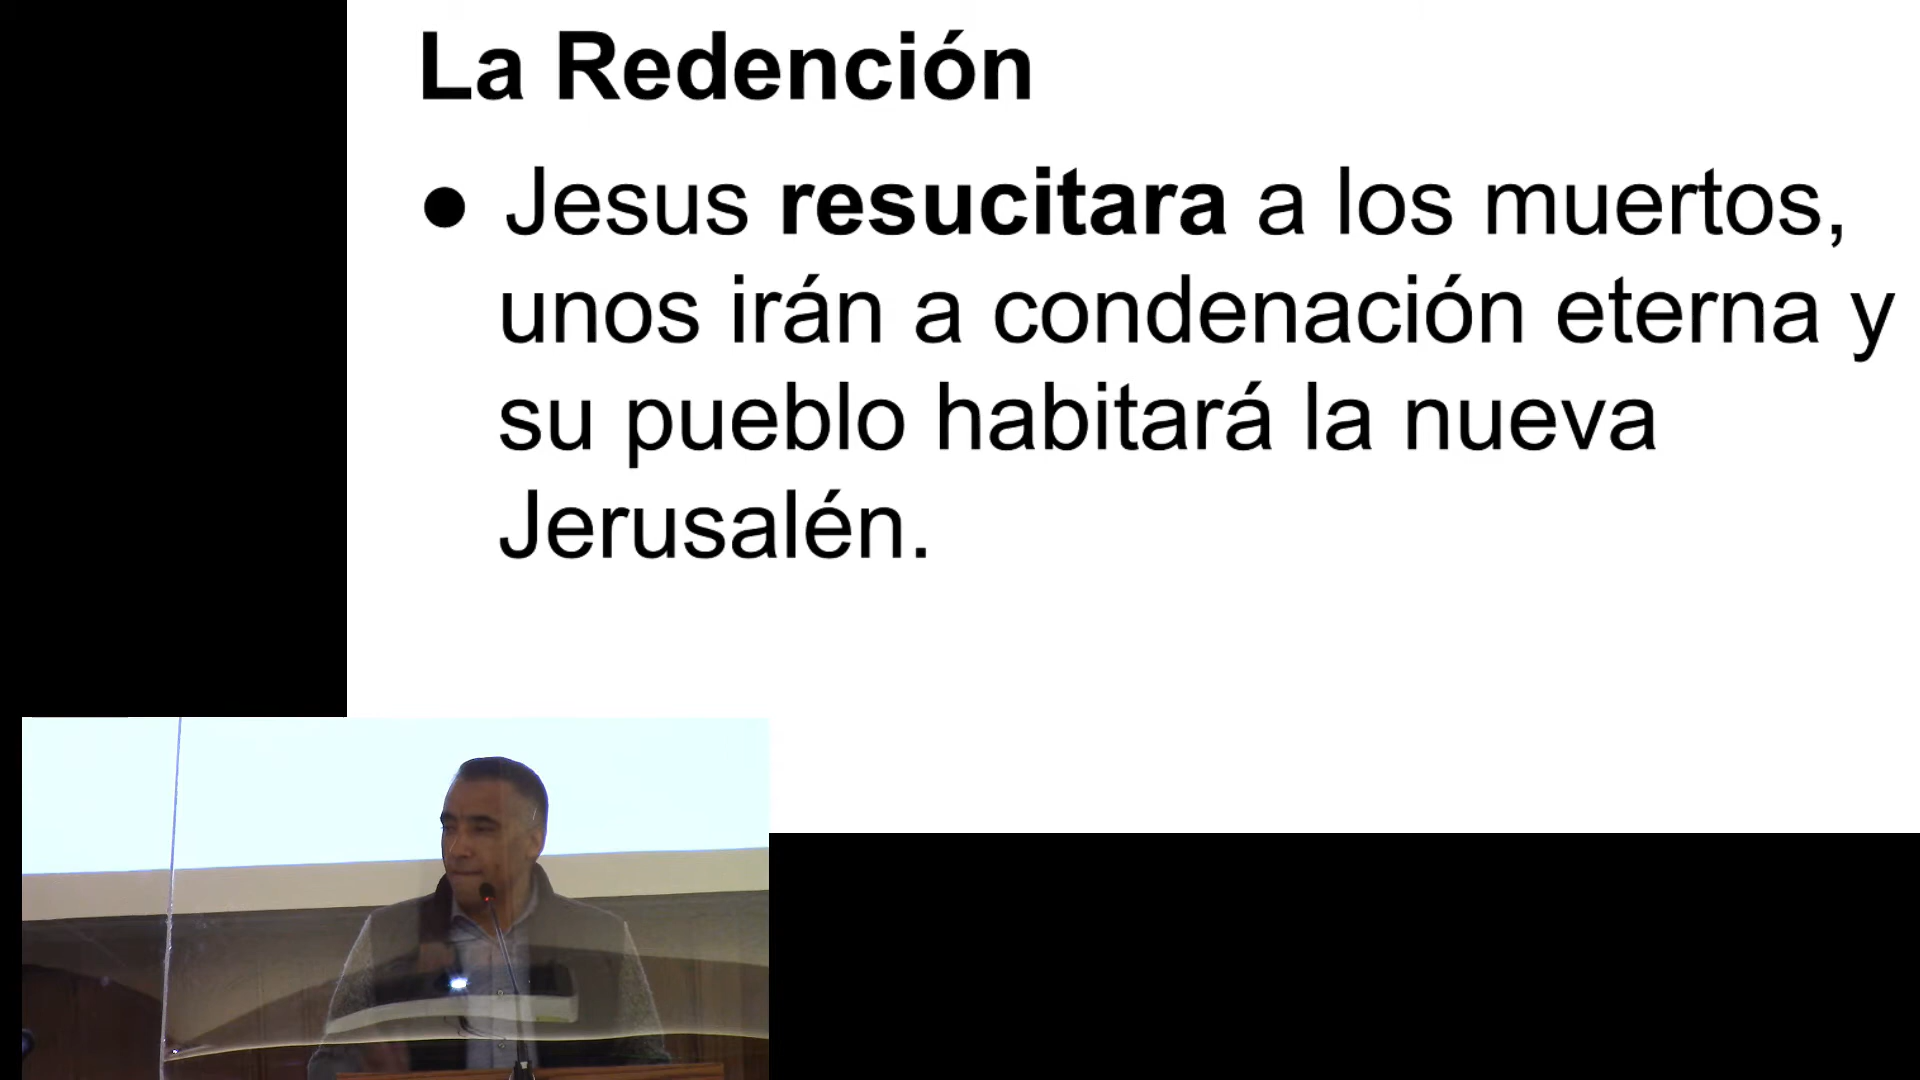 La Redención
● Jesus resucitara a los muertos,
unos irán a condenación eterna y
su pueblo habitará la nueva
Jerusalén.